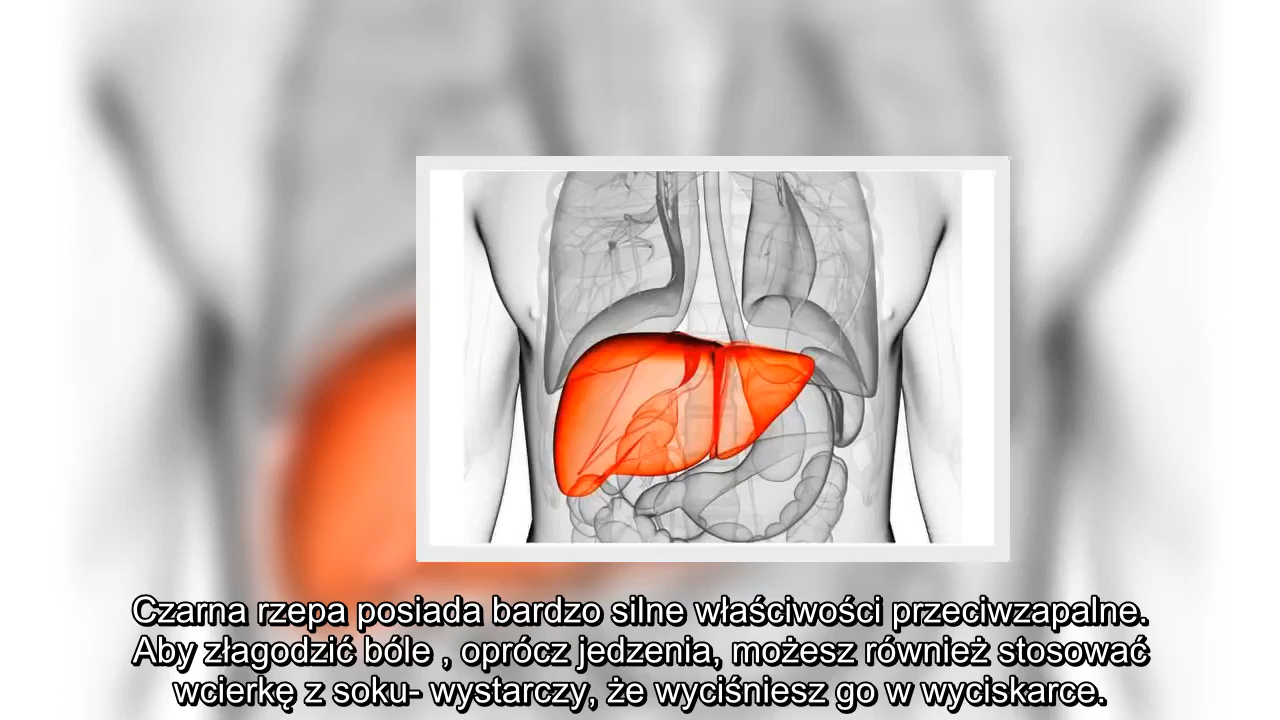 Czarna rzepa posiada bardzo silne właściwości przeciwzapalne.
Aby złagodzić bóle , oprócz jedzenia, możesz również stosować
wcierkę z soku- wystarczy, że wyciśniesz go w wyciskarce.